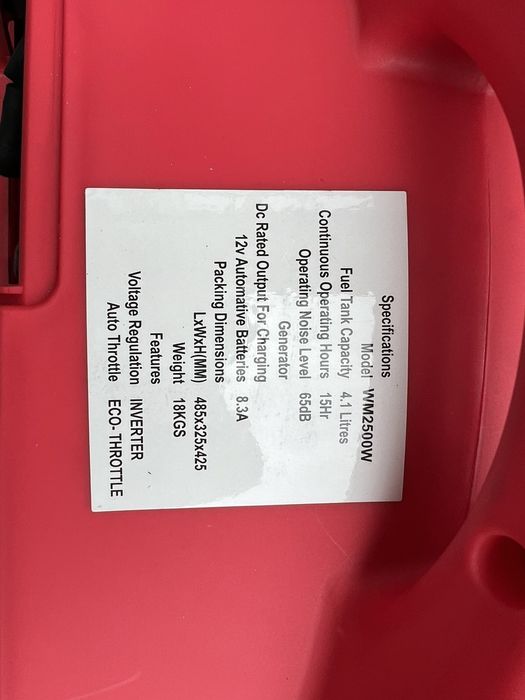 Specifications
Model WM2500W
Fuel Tank Capacity 4.1 Litres
Continuous Operating Hours 15Hr
Operating Noise Level 65dB
Generator
Dc Rated Output For Charging
12v Automative Batteries 8.3A
Packing Dimensions
LxWxH(MM) 485x325x425
Weight 18KGS
Features
Voltage Regulation INVERTER
Auto Throttle ECO- THROTTLE